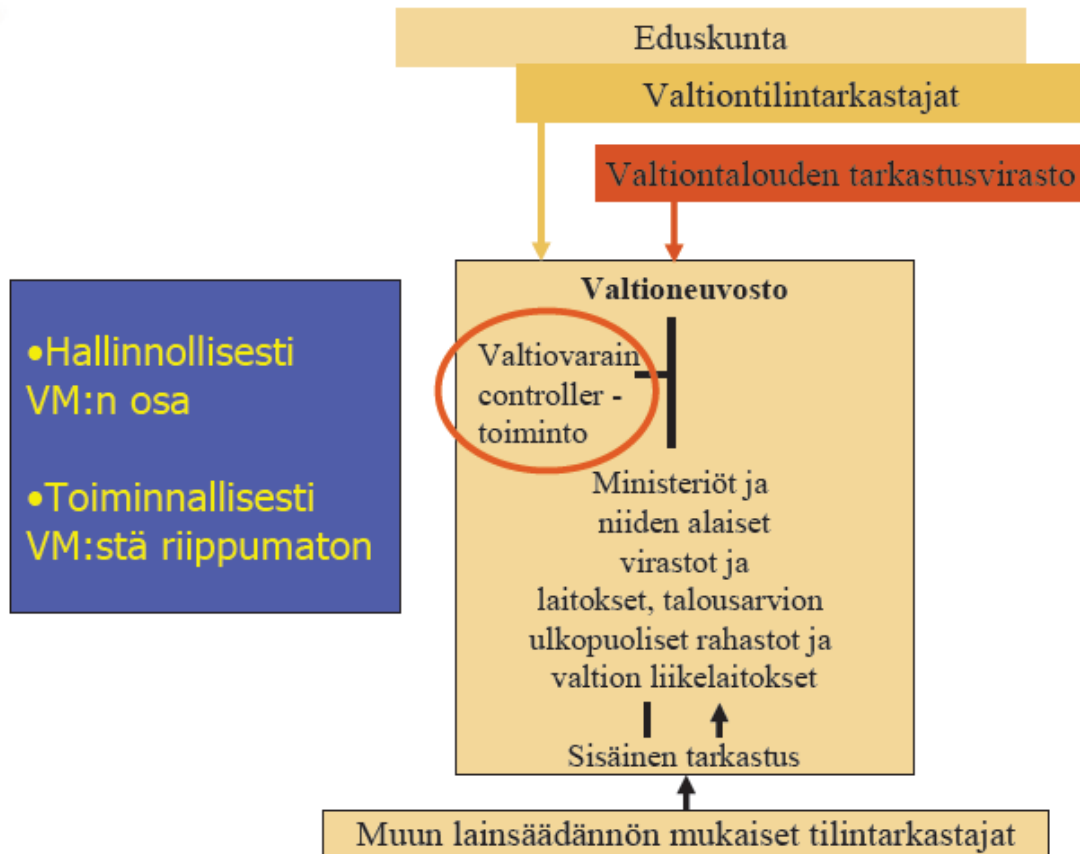 Eduskunta
Valtiontilintarkastajat
Valtiontalouden tarkastusvirasto
•Hallinnollisesti
VM:n osa
•Toiminnallisesti
VM:stä riippumaton
Valtioneuvosto
Valtiovarain
controller -
toiminto
Ministeriöt ja
niiden alaiset
virastot ja
laitokset, talousarvion
ulkopuoliset rahastot ja
valtion liikelaitokset
Sisäinen tarkastus
Muun lainsäädännön mukaiset tilintarkastajat